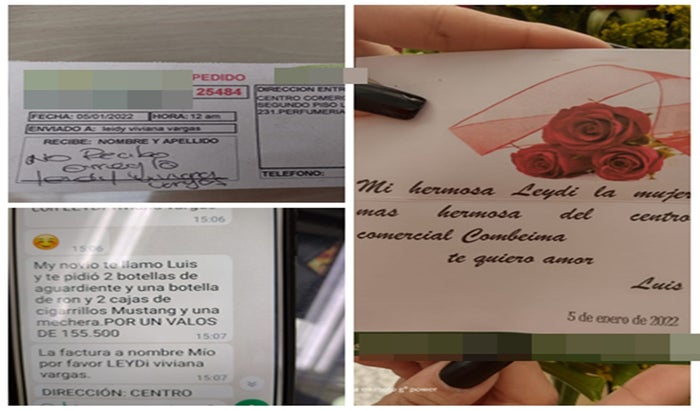 PEDIDO
25484
FECHA: 05/01/2022 HORA: 12 am
ENVIADO A: leidy viviana vargas
RECIBE: NOMBRE Y APELLIDO
No Recibo
leidy viviana
vargas
DIRECCION ENTR
CENTRO COMER
SEGUNDO PISO L
231.PERFUMERIA
TELEFONO:
15:06
☺️
15:06
My novio te llamo Luis
y te pidió 2 botellas de
aguardiente y una botella
de ron y 2 cajas de
cigarrillos Mustang y una
mechera.POR UN VALOS
DE 155.500
15:07
La factura a nombre Mío
por favor LEYDi viviana
vargas.
15:07
DIRECCIÓN: CENTRO
Mi hermosa Leydi la mujer
mas hermosa del centro
comercial Combeima
te quiero amor
Luis
5 de enero de 2022